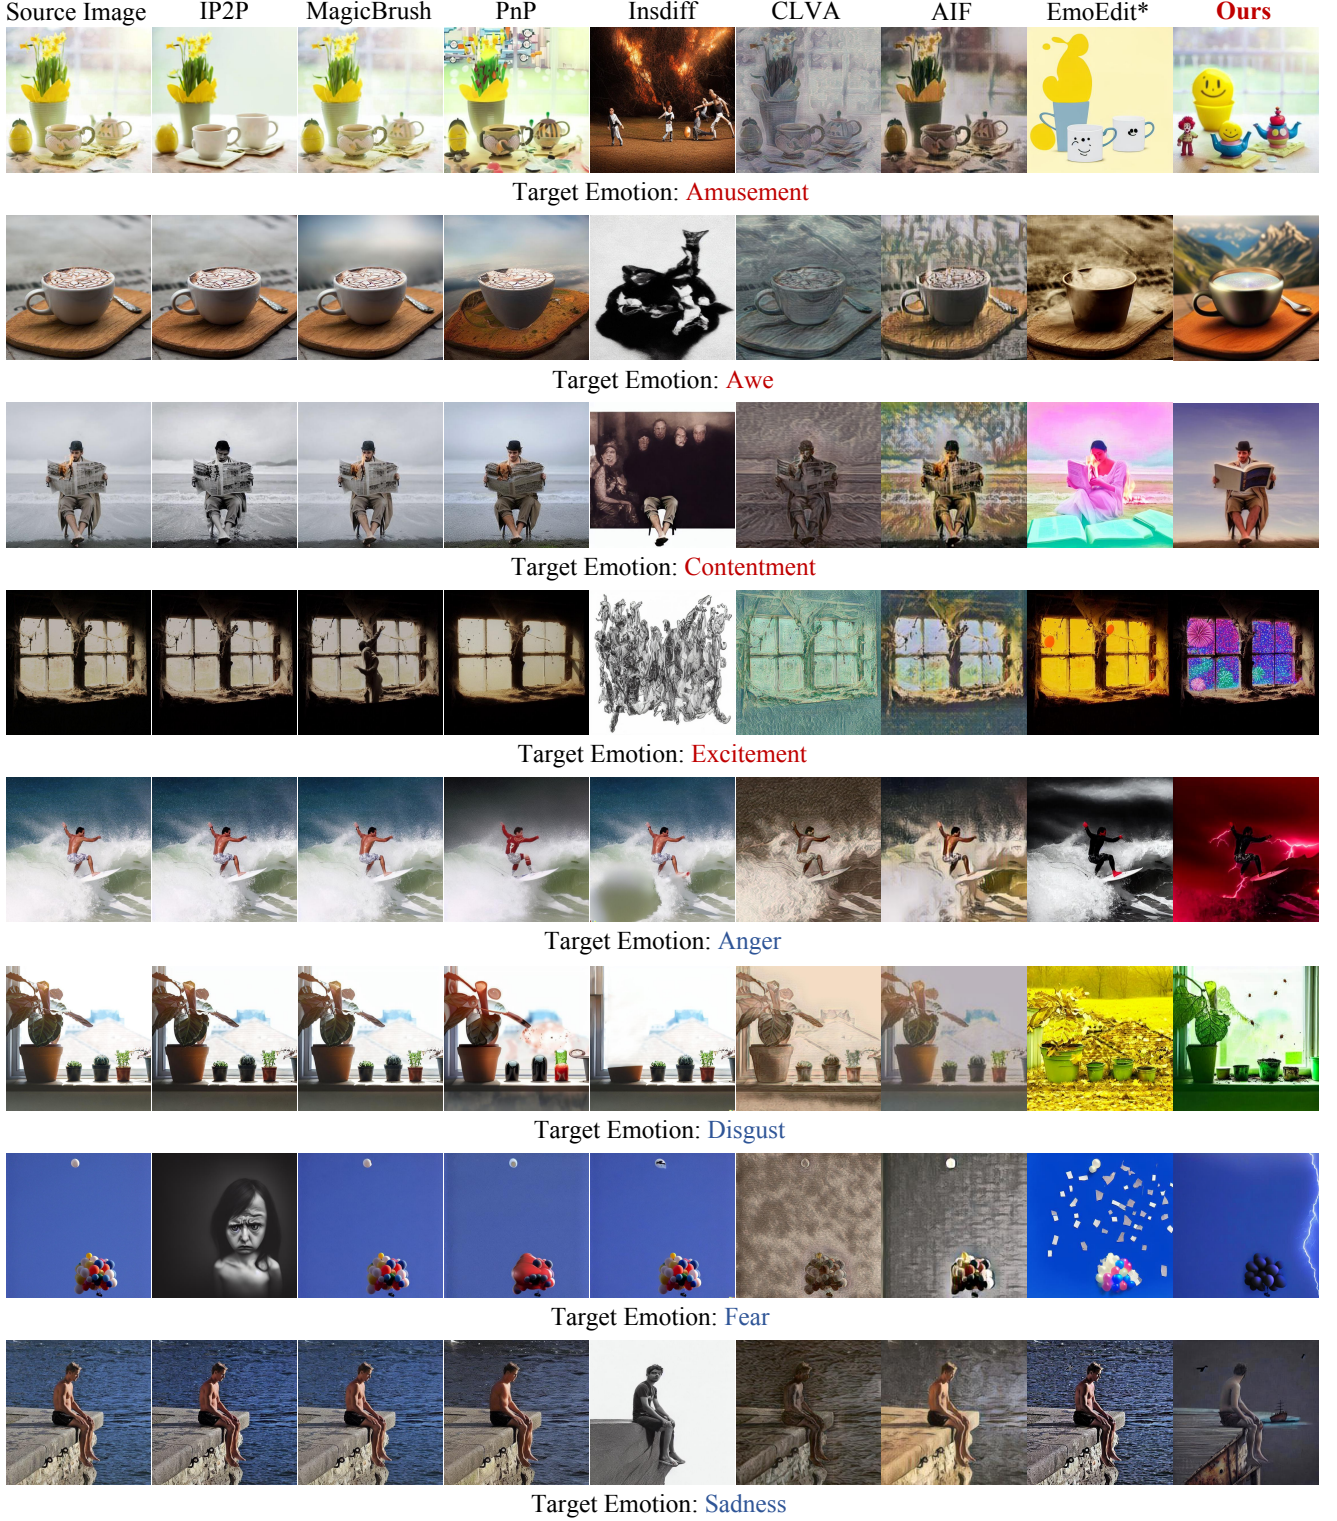 Source Image IP2P MagicBrush PnP Insdiff CLVA AIF EmoEdit* Ours
Target Emotion: Amusement
Target Emotion: Awe
Target Emotion: Contentment
Target Emotion: Excitement
Target Emotion: Anger
Target Emotion: Disgust
Target Emotion: Fear
Target Emotion: Sadness